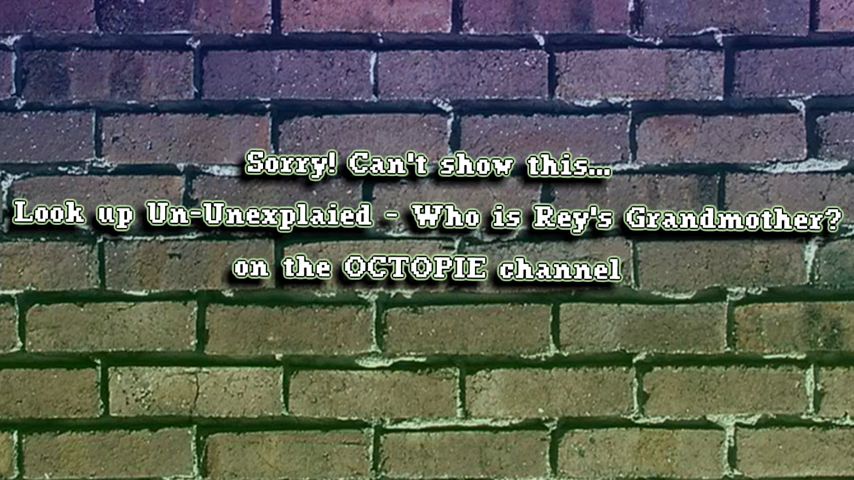 Sorry! Can't show this...
Look up Un-Unexplaied - Who is Rey's Grandmother?
on the OCTOPIE channel